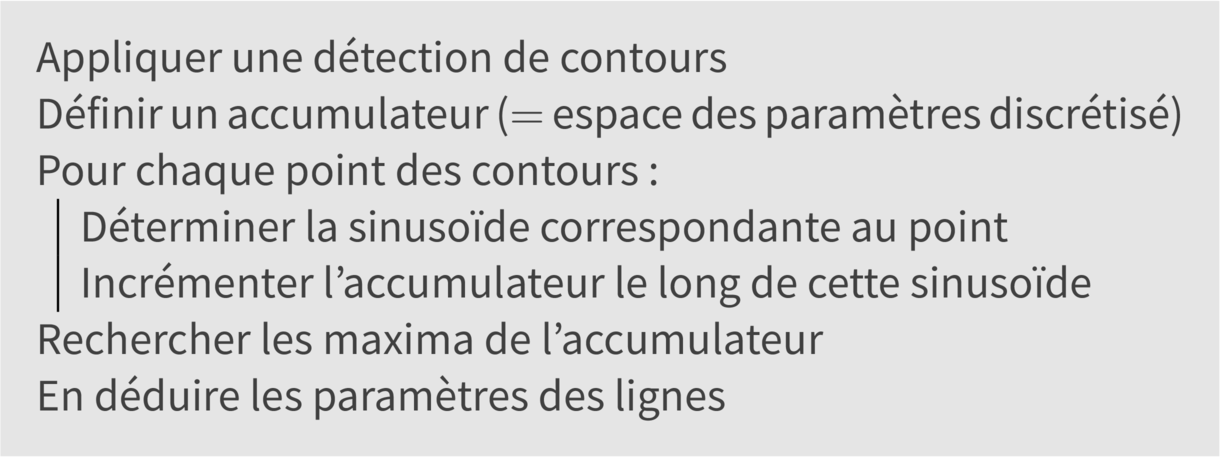 Appliquer une détection de contours
Définir un accumulateur (= espace des paramètres discrétisé)
Pour chaque point des contours :
Déterminer la sinusoïde correspondante au point
Incrémenter l’accumulateur le long de cette sinusoïde
Rechercher les maxima de l’accumulateur
En déduire les paramètres des lignes